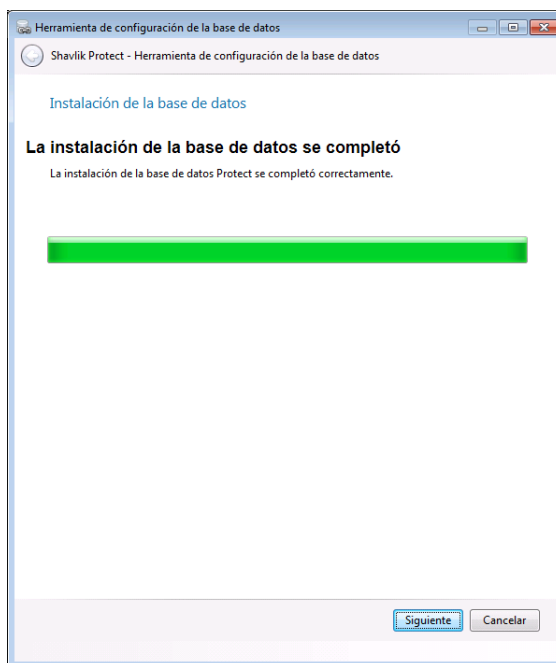 Herramienta de configuración de la base de datos
Shavlik Protect - Herramienta de configuración de la base de datos
Instalación de la base de datos
La instalación de la base de datos se completó
La instalación de la base de datos Protect se completó correctamente.
Siguiente Cancelar